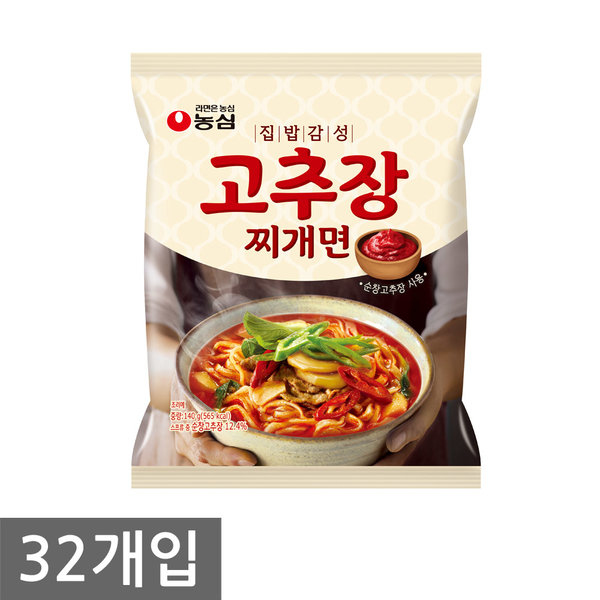 라면은 농심
농심
집밥감성
고추장
찌개면
*순창고추장 사용*
조리예
중량:140 g(565 kcal)
스프류 중 순창고추장 12.4%
32개입